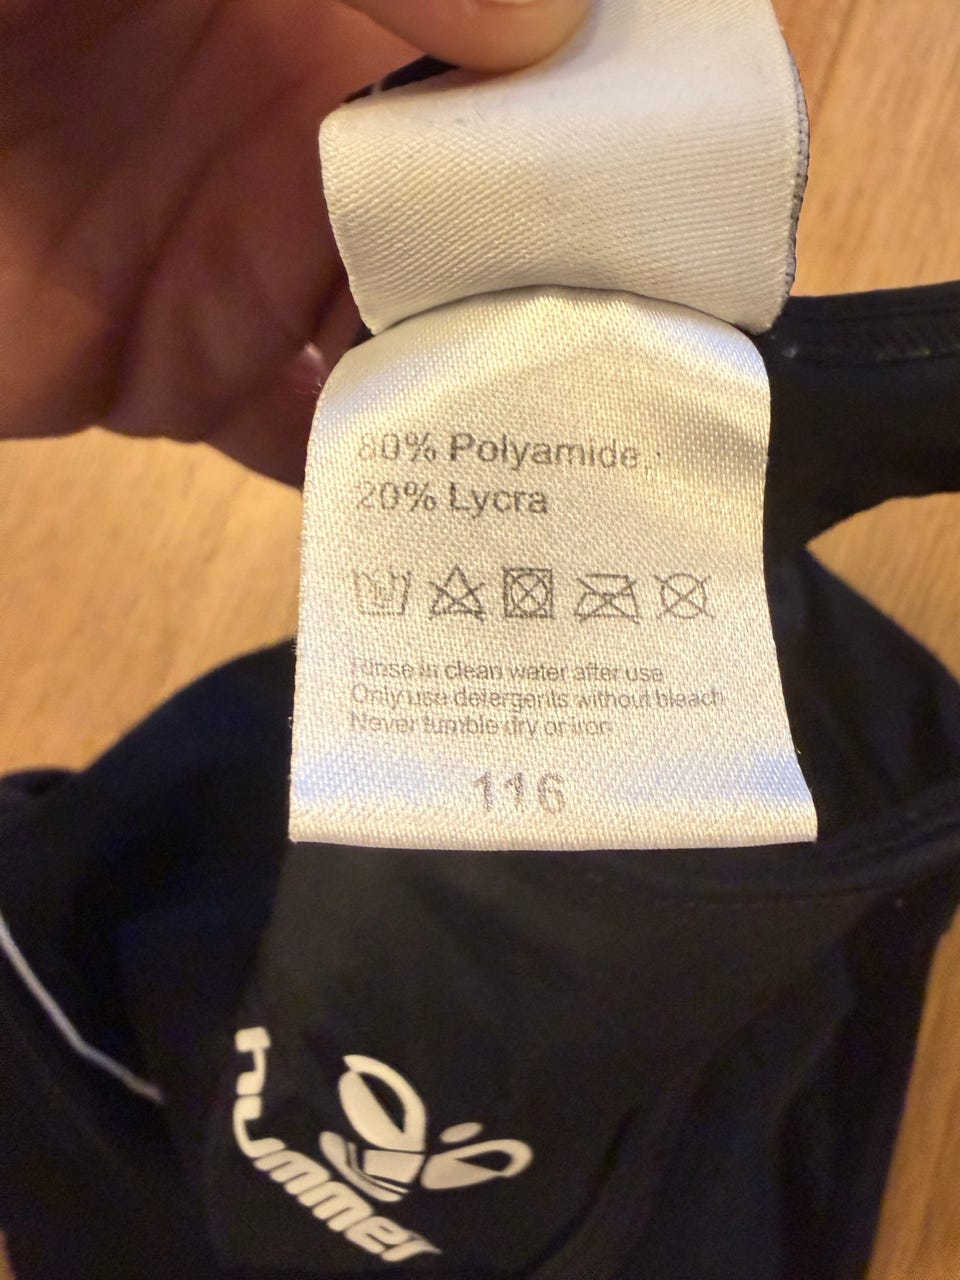 80% Polyamide,
20% Lycra
Rinse in clean water after use
Only use detergents without bleach
Never tumble dry or iron
116
hummel